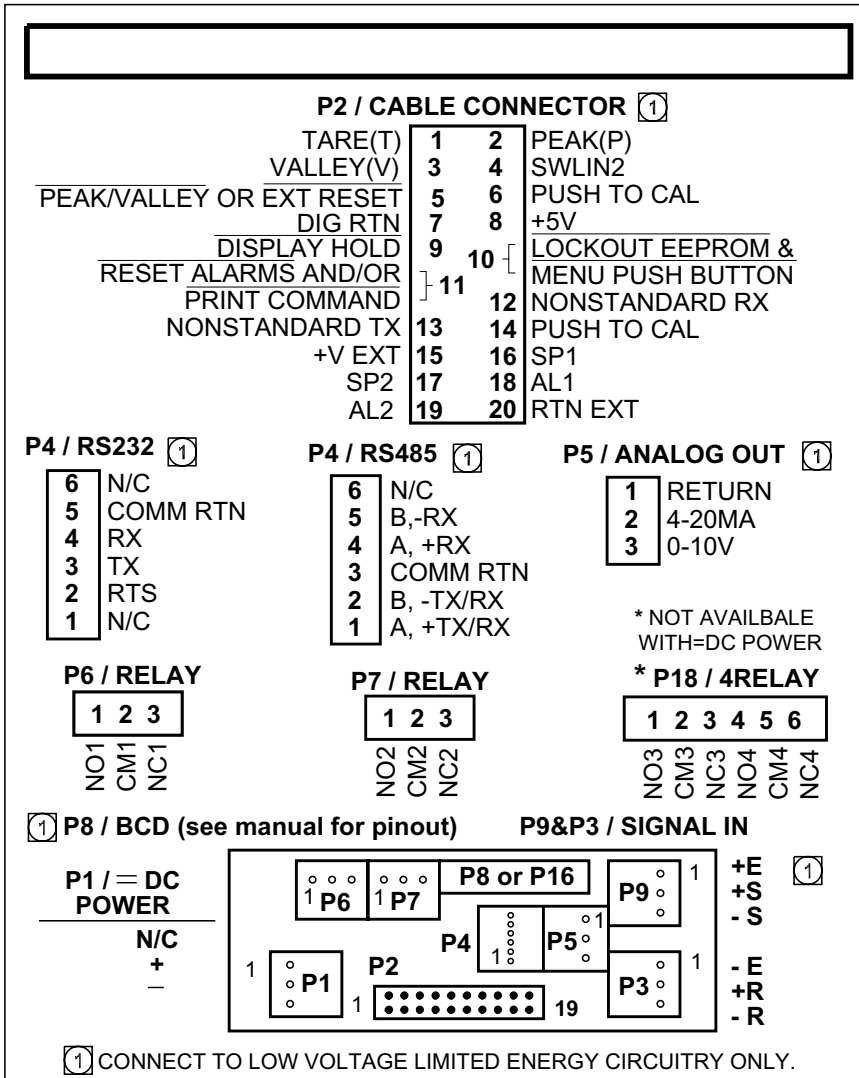 P2 / CABLE CONNECTOR 1
TARE(T) 1 2 PEAK(P)
VALLEY(V) 3 4 SWLIN2
PEAK/VALLEY OR EXT RESET 5 6 PUSH TO CAL
DIG RTN 7 8 +5V
DISPLAY HOLD 9 10 LOCKOUT EEPROM &
MENU PUSH BUTTON
RESET ALARMS AND/OR 11
PRINT COMMAND 12 NONSTANDARD RX
NONSTANDARD TX 13 14 PUSH TO CAL
+V EXT 15 16 SP1
SP2 17 18 AL1
AL2 19 20 RTN EXT
P4 / RS232 1
6 N/C
5 COMM RTN
4 RX
3 TX
2 RTS
1 N/C
P4 / RS485 1
6 N/C
5 B,-RX
4 A, +RX
3 COMM RTN
2 B, -TX/RX
1 A, +TX/RX
P5 / ANALOG OUT 1
1 RETURN
2 4-20MA
3 0-10V
* NOT AVAILBALE
WITH=DC POWER
P6 / RELAY
1 2 3
NO1 CM1 NC1
P7 / RELAY
1 2 3
NO2 CM2 NC2
* P18 / 4RELAY
1 2 3 4 5 6
NO3 CM3 NC3 NO4 CM4 NC4
1 P8 / BCD (see manual for pinout)
P9&P3 / SIGNAL IN
P1 / = DC
POWER
N/C
+
–
1 P6
1 P7
P8 or P16
P9 1
P4 1
P5 1
1 P1
P2
1 19
P3 1
+E 1
+S
- S
- E
+R
- R
1 CONNECT TO LOW VOLTAGE LIMITED ENERGY CIRCUITRY ONLY.